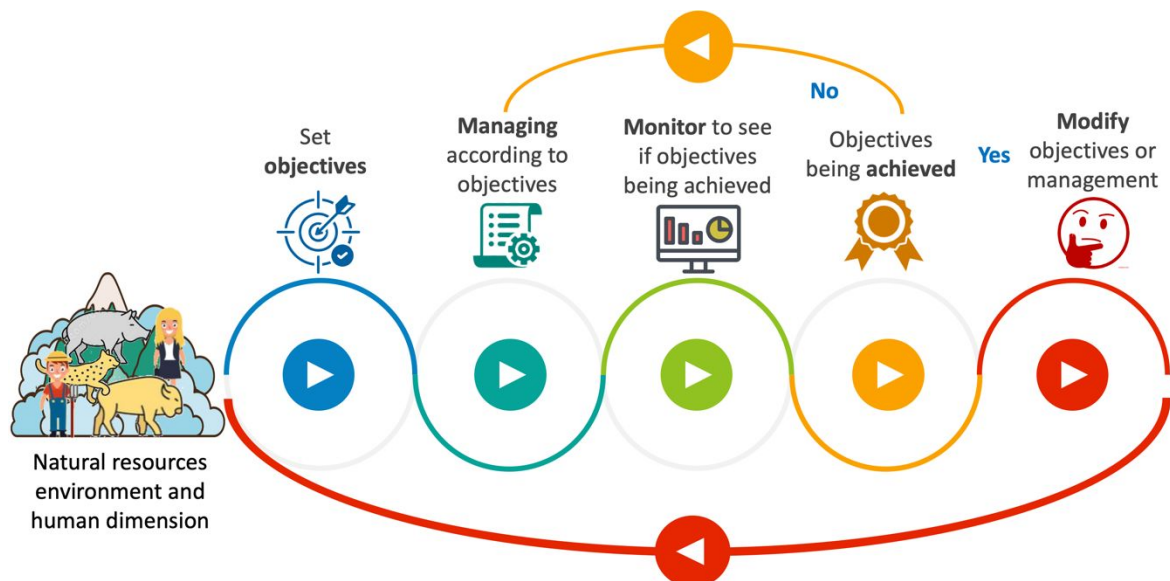 No
Set
objectives
Managing
according to
objectives
Monitor to see
if objectives
being achieved
Objectives
being achieved
Yes
Modify
objectives or
management
Natural resources
environment and
human dimension